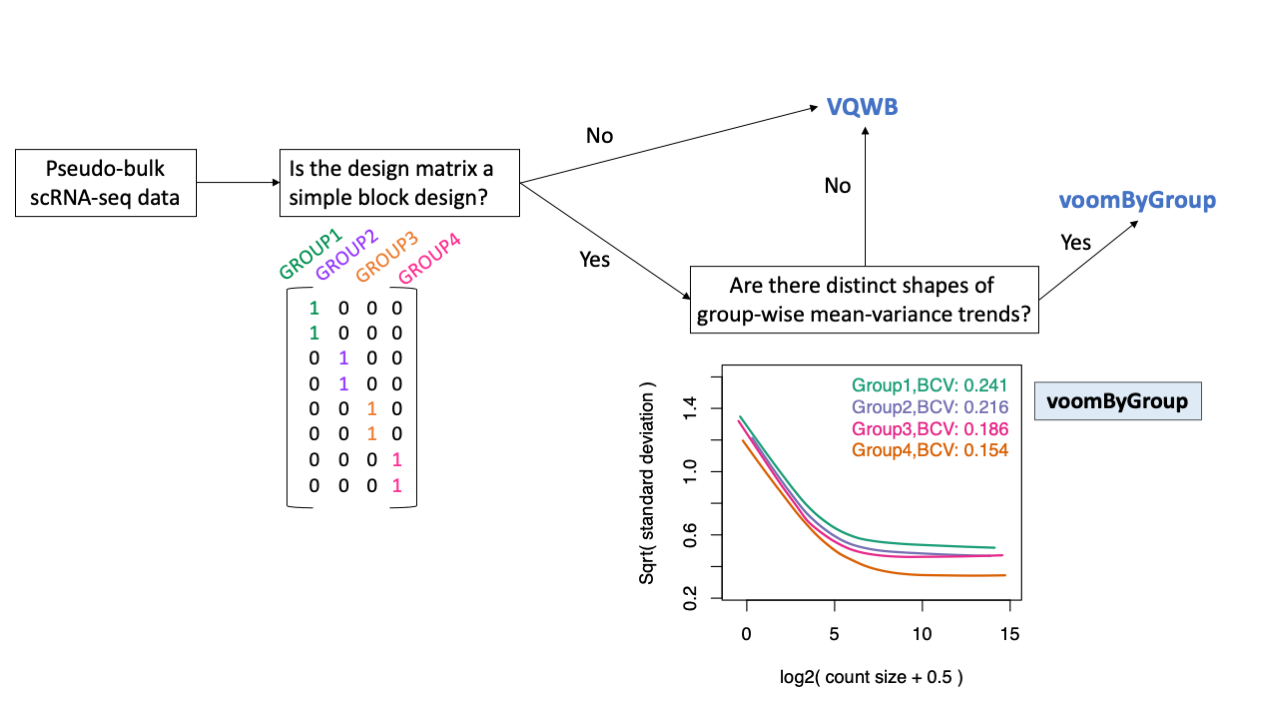 VQWB
No
Pseudo-bulk
scRNA-seq data
Is the design matrix a
simple block design?
No
voomByGroup
Yes
Yes
GROUP1
GROUP2
GROUP3
GROUP4
Are there distinct shapes of
group-wise mean-variance trends?
1 0 0 0
1 0 0 0
0 1 0 0
0 1 0 0
0 0 1 0
0 0 1 0
0 0 0 1
0 0 0 1
Group1,BCV: 0.241
Group2,BCV: 0.216
Group3,BCV: 0.186
Group4,BCV: 0.154
voomByGroup
Sqrt( standard deviation )
1.4
1.0
0.6
0.2
0 5 10 15
log2( count size + 0.5 )